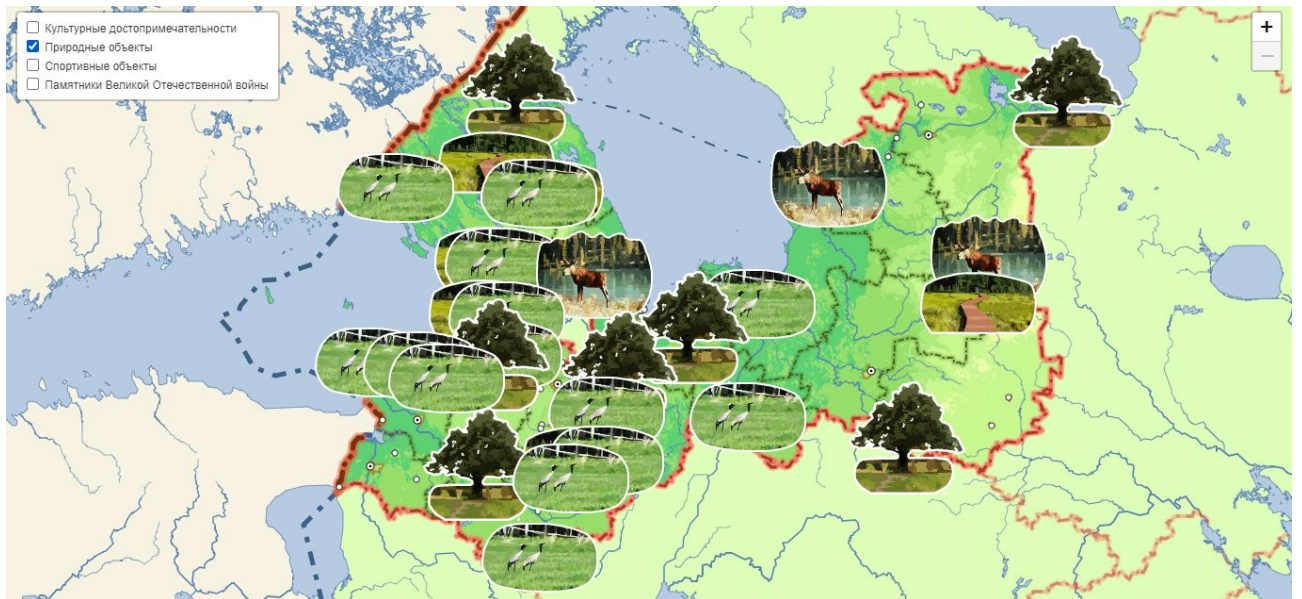 Культурные достопримечательности
Природные объекты
Спортивные объекты
Памятники Великой Отечественной войны
+
−